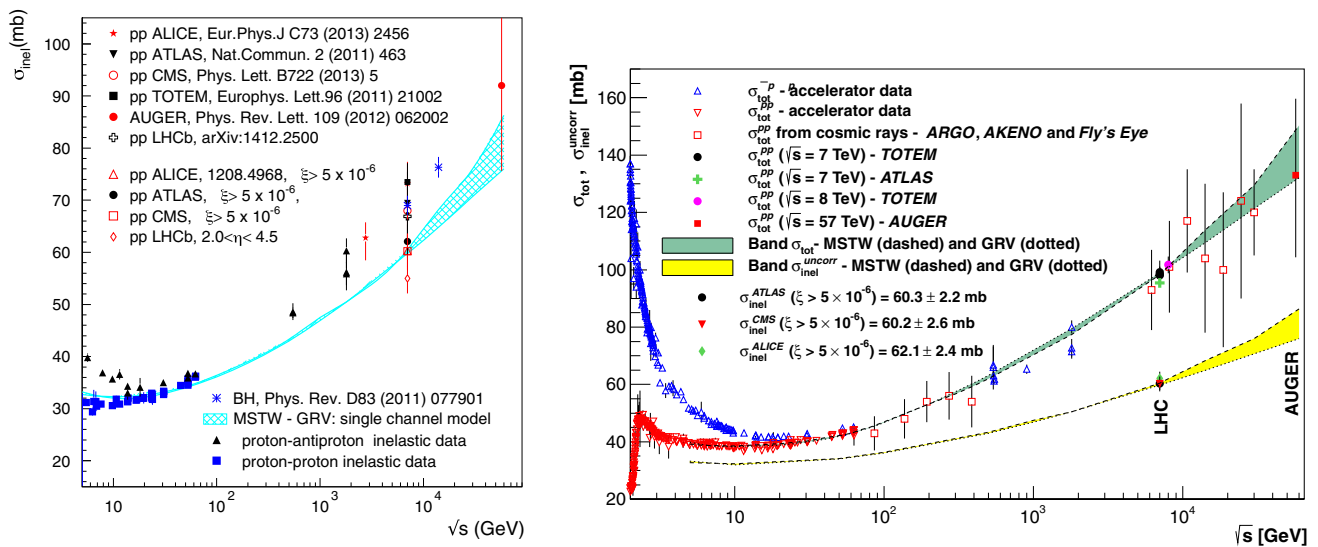 σinel(mb)
100
90
80
70
60
50
40
30
20
pp ALICE, Eur.Phys.J C73 (2013) 2456
pp ATLAS, Nat.Commun. 2 (2011) 463
pp CMS, Phys. Lett. B722 (2013) 5
pp TOTEM, Europhys. Lett.96 (2011) 21002
AUGER, Phys. Rev. Lett. 109 (2012) 062002
pp LHCb, arXiv:1412.2500
pp ALICE, 1208.4968, ξ> 5 x 10⁻⁶
pp ATLAS, ξ> 5 x 10⁻⁶,
pp CMS, ξ> 5 x 10⁻⁶
pp LHCb, 2.0<η< 4.5
BH, Phys. Rev. D83 (2011) 077901
MSTW - GRV: single channel model
proton-antiproton inelastic data
proton-proton inelastic data
10 10² 10³ 10⁴
√s (GeV)
σtot , σinel^uncorr [mb]
160
140
120
100
80
60
40
20
σtot^‾p p accelerator data
σtot^pp - accelerator data
σtot^pp from cosmic rays - ARGO, AKENO and Fly's Eye
σtot^pp (√s = 7 TeV) - TOTEM
σtot^pp (√s = 7 TeV) - ATLAS
σtot^pp (√s = 8 TeV) - TOTEM
σtot^pp (√s = 57 TeV) - AUGER
Band σtot- MSTW (dashed) and GRV (dotted)
Band σinel^uncorr - MSTW (dashed) and GRV (dotted)
σinel^ATLAS (ξ > 5 × 10⁻⁶) = 60.3 ± 2.2 mb
σinel^CMS (ξ > 5 × 10⁻⁶) = 60.2 ± 2.6 mb
σinel^ALICE (ξ > 5 × 10⁻⁶) = 62.1 ± 2.4 mb
LHC
AUGER
10 10² 10³ 10⁴
√s [GeV]